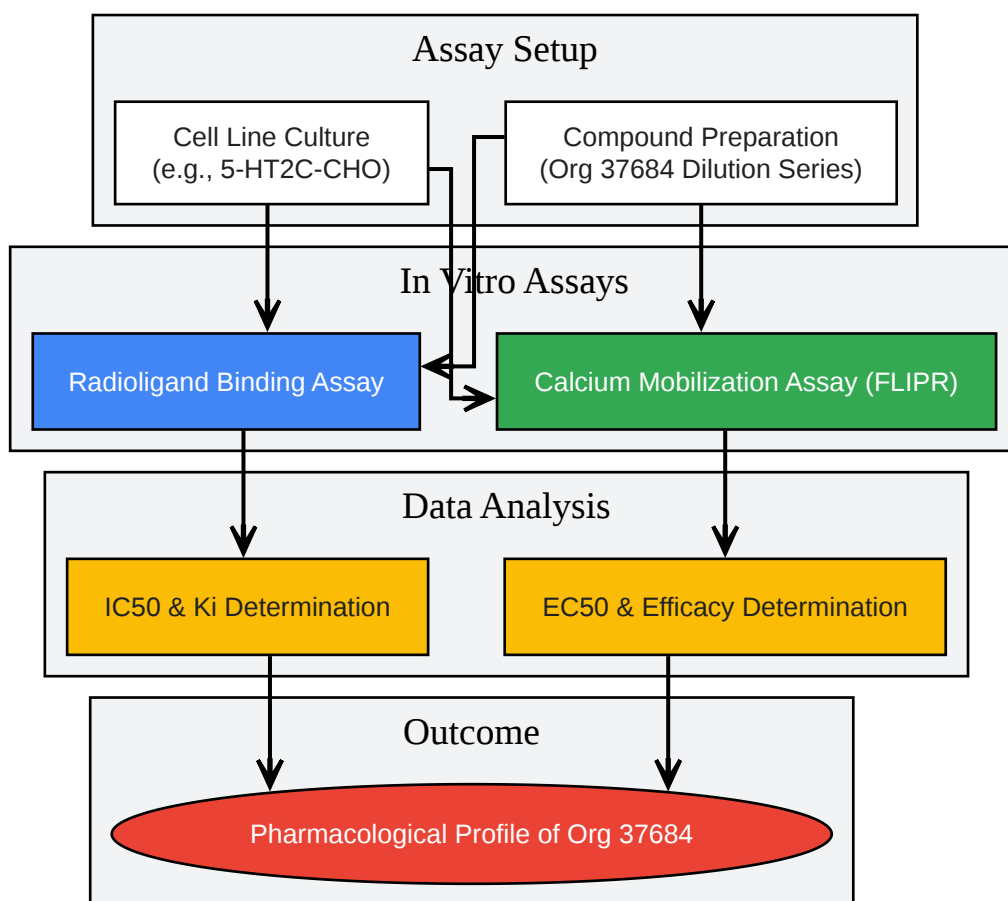 Assay Setup
Cell Line Culture
(e.g., 5-HT2C-CHO)
Compound Preparation
(Org 37684 Dilution Series)
In Vitro Assays
Radioligand Binding Assay
Calcium Mobilization Assay (FLIPR)
Data Analysis
IC50 & Ki Determination
EC50 & Efficacy Determination
Outcome
Pharmacological Profile of Org 37684